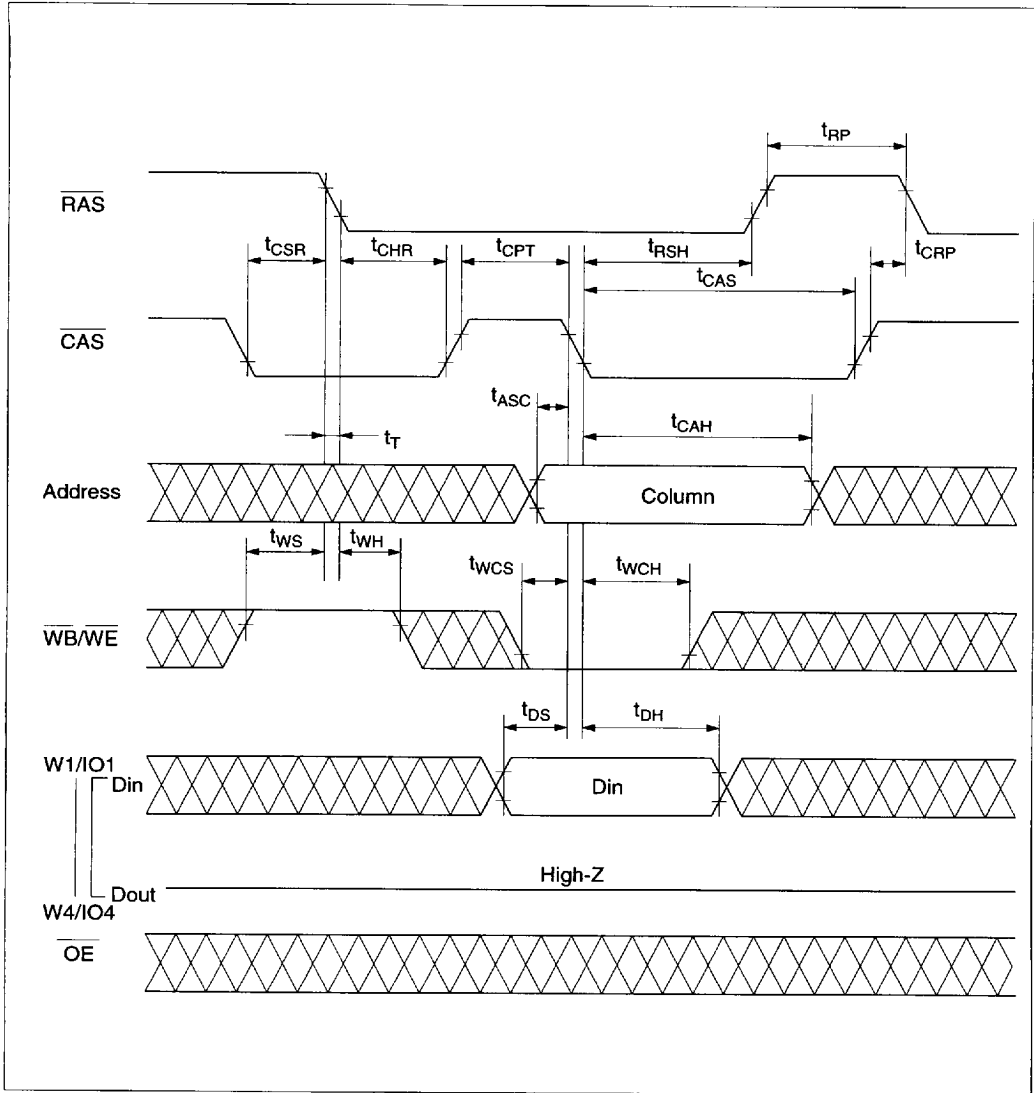 tRP
RAS
tCSR tCHR tCPT tRSH tCRP
tCAS
CAS
tASC tCAH
tT
Address Column
tWS tWH tWCS tWCH
WB/WE
tDS tDH
W1/IO1
Din Din
High-Z
Dout
W4/IO4
OE